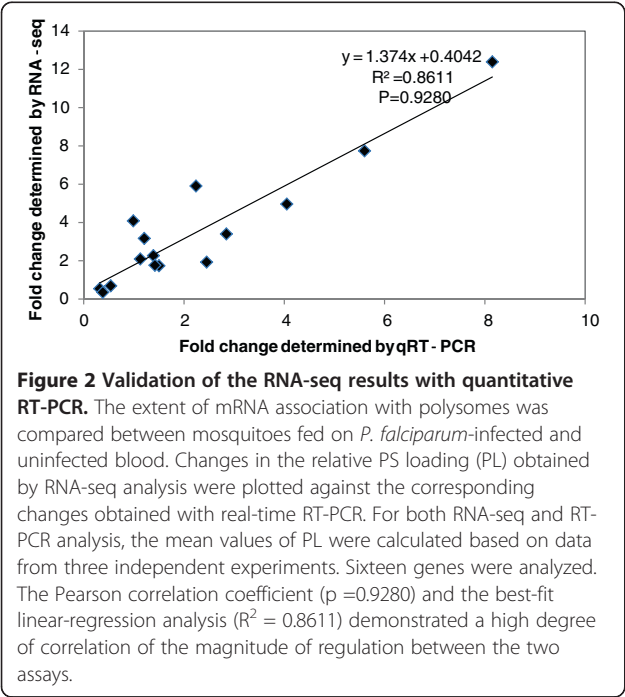 Fold change determined by RNA - seq
14
12
10
8
6
4
2
0
y = 1.374x +0.4042
R² =0.8611
P=0.9280
0 2 4 6 8 10
Fold change determined by qRT - PCR
Figure 2 Validation of the RNA-seq results with quantitative
RT-PCR. The extent of mRNA association with polysomes was
compared between mosquitoes fed on P. falciparum-infected and
uninfected blood. Changes in the relative PS loading (PL) obtained
by RNA-seq analysis were plotted against the corresponding
changes obtained with real-time RT-PCR. For both RNA-seq and RT-
PCR analysis, the mean values of PL were calculated based on data
from three independent experiments. Sixteen genes were analyzed.
The Pearson correlation coefficient (p =0.9280) and the best-fit
linear-regression analysis (R² = 0.8611) demonstrated a high degree
of correlation of the magnitude of regulation between the two
assays.